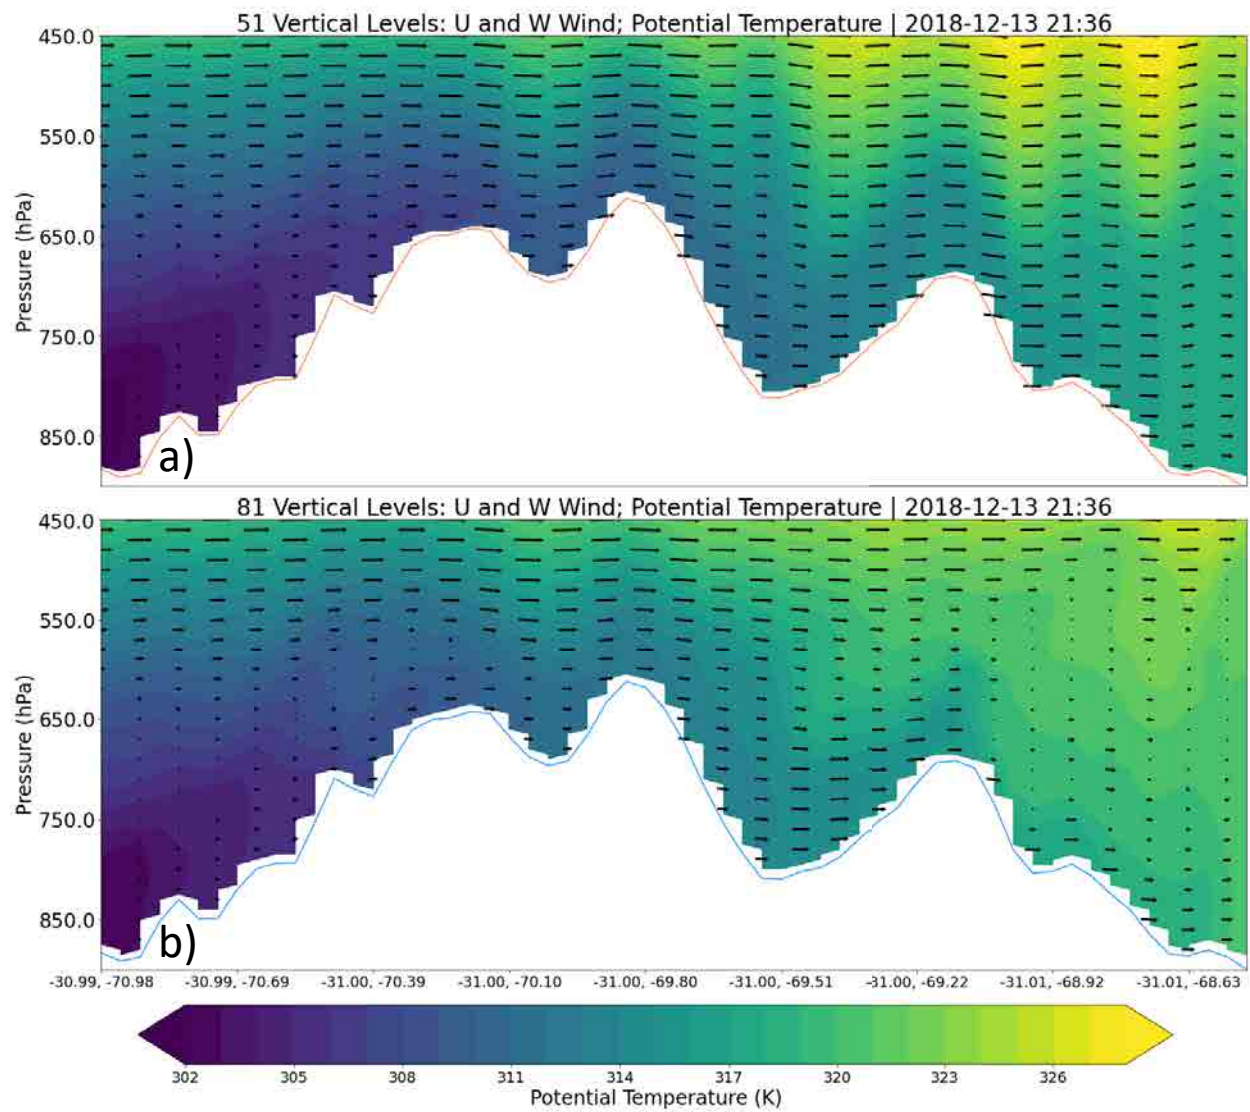 51 Vertical Levels: U and W Wind; Potential Temperature | 2018-12-13 21:36
450.0
550.0
650.0
750.0
850.0
Pressure (hPa)
a)
81 Vertical Levels: U and W Wind; Potential Temperature | 2018-12-13 21:36
450.0
550.0
650.0
750.0
850.0
Pressure (hPa)
b)
-30.99, -70.98 -30.99, -70.69 -31.00, -70.39 -31.00, -70.10 -31.00, -69.80 -31.00, -69.51 -31.00, -69.22 -31.01, -68.92 -31.01, -68.63
302 305 308 311 314 317 320 323 326
Potential Temperature (K)